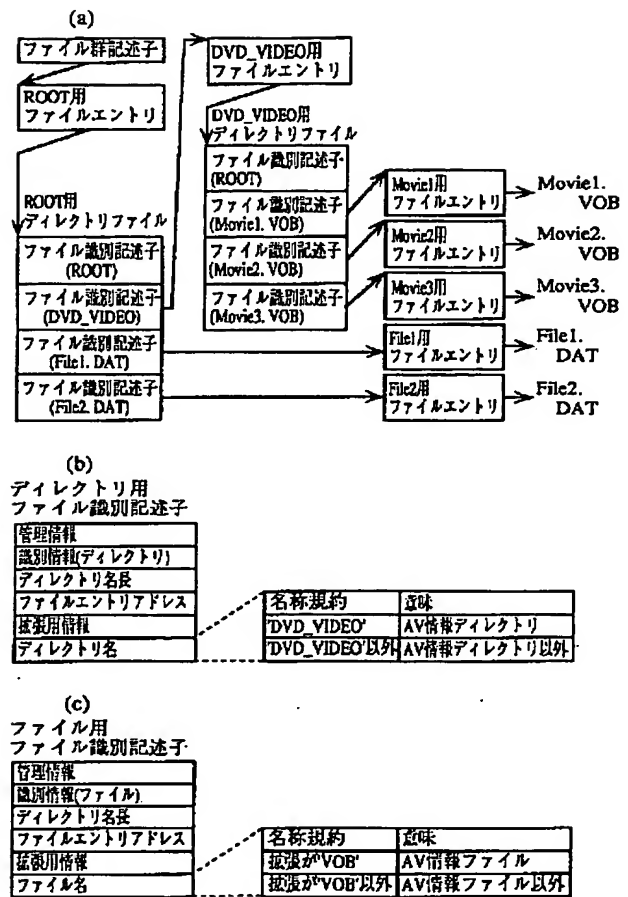 (a)
ファイル群記述子
ROOT用
ファイルエントリ
ROOT用
ディレクトリファイル
ファイル識別記述子
(ROOT)
ファイル識別記述子
(DVD_VIDEO)
ファイル識別記述子
(File1. DAT)
ファイル識別記述子
(File2. DAT)
DVD_VIDEO用
ファイルエントリ
DVD_VIDEO用
ディレクトリファイル
ファイル識別記述子
(ROOT)
ファイル識別記述子
(Movie1. VOB)
ファイル識別記述子
(Movie2. VOB)
ファイル識別記述子
(Movie3. VOB)
Movie1用
ファイルエントリ
Movie1.
VOB
Movie2用
ファイルエントリ
Movie2.
VOB
Movie3用
ファイルエントリ
Movie3.
VOB
File1用
ファイルエントリ
File1.
DAT
File2用
ファイルエントリ
File2.
DAT
(b)
ディレクトリ用
ファイル識別記述子
管理情報
識別情報(ディレクトリ)
ディレクトリ名長
ファイルエントリアドレス
拡張用情報
ディレクトリ名
名称規約 意味
'DVD_VIDEO' AV情報ディレクトリ
'DVD_VIDEO'以外 AV情報ディレクトリ以外
(c)
ファイル用
ファイル識別記述子
管理情報
識別情報(ファイル)
ディレクトリ名長
ファイルエントリアドレス
拡張用情報
ファイル名
名称規約 意味
拡張が'VOB' AV情報ファイル
拡張が'VOB'以外 AV情報ファイル以外